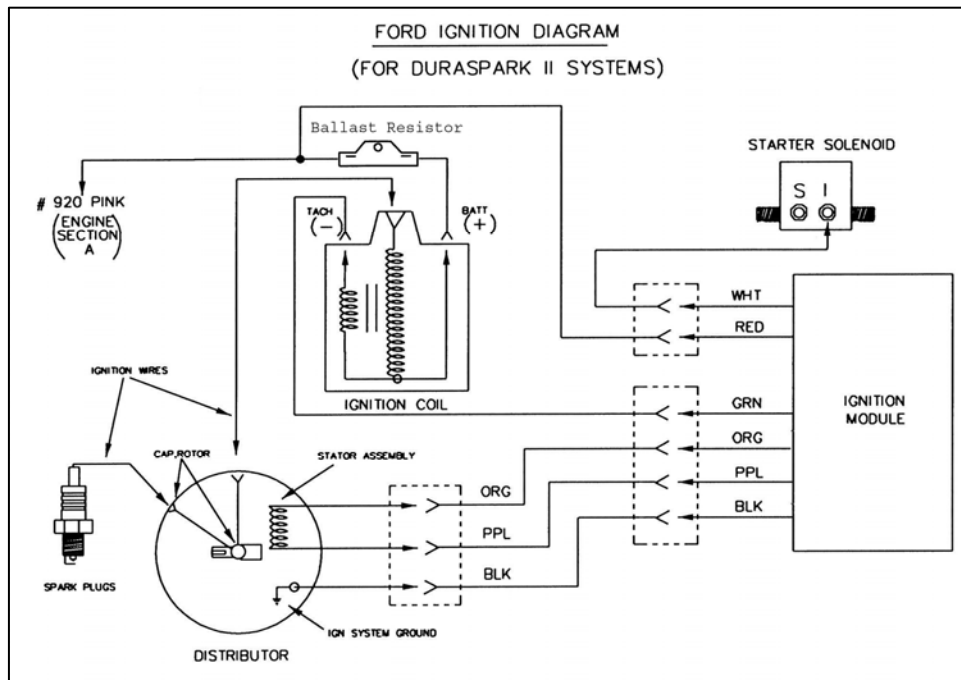 FORD IGNITION DIAGRAM
(FOR DURASPARK II SYSTEMS)
Ballast Resistor
STARTER SOLENOID
# 920 PINK
(ENGINE
SECTION
A)
TACH
(-)
BATT
(+)
S I
WHT
RED
IGNITION WIRES
IGNITION COIL
GRN
IGNITION
MODULE
ORG
CAP,ROTOR
STATOR ASSEMBLY
PPL
ORG
BLK
PPL
BLK
SPARK PLUGS
IGN SYSTEM GROUND
DISTRIBUTOR